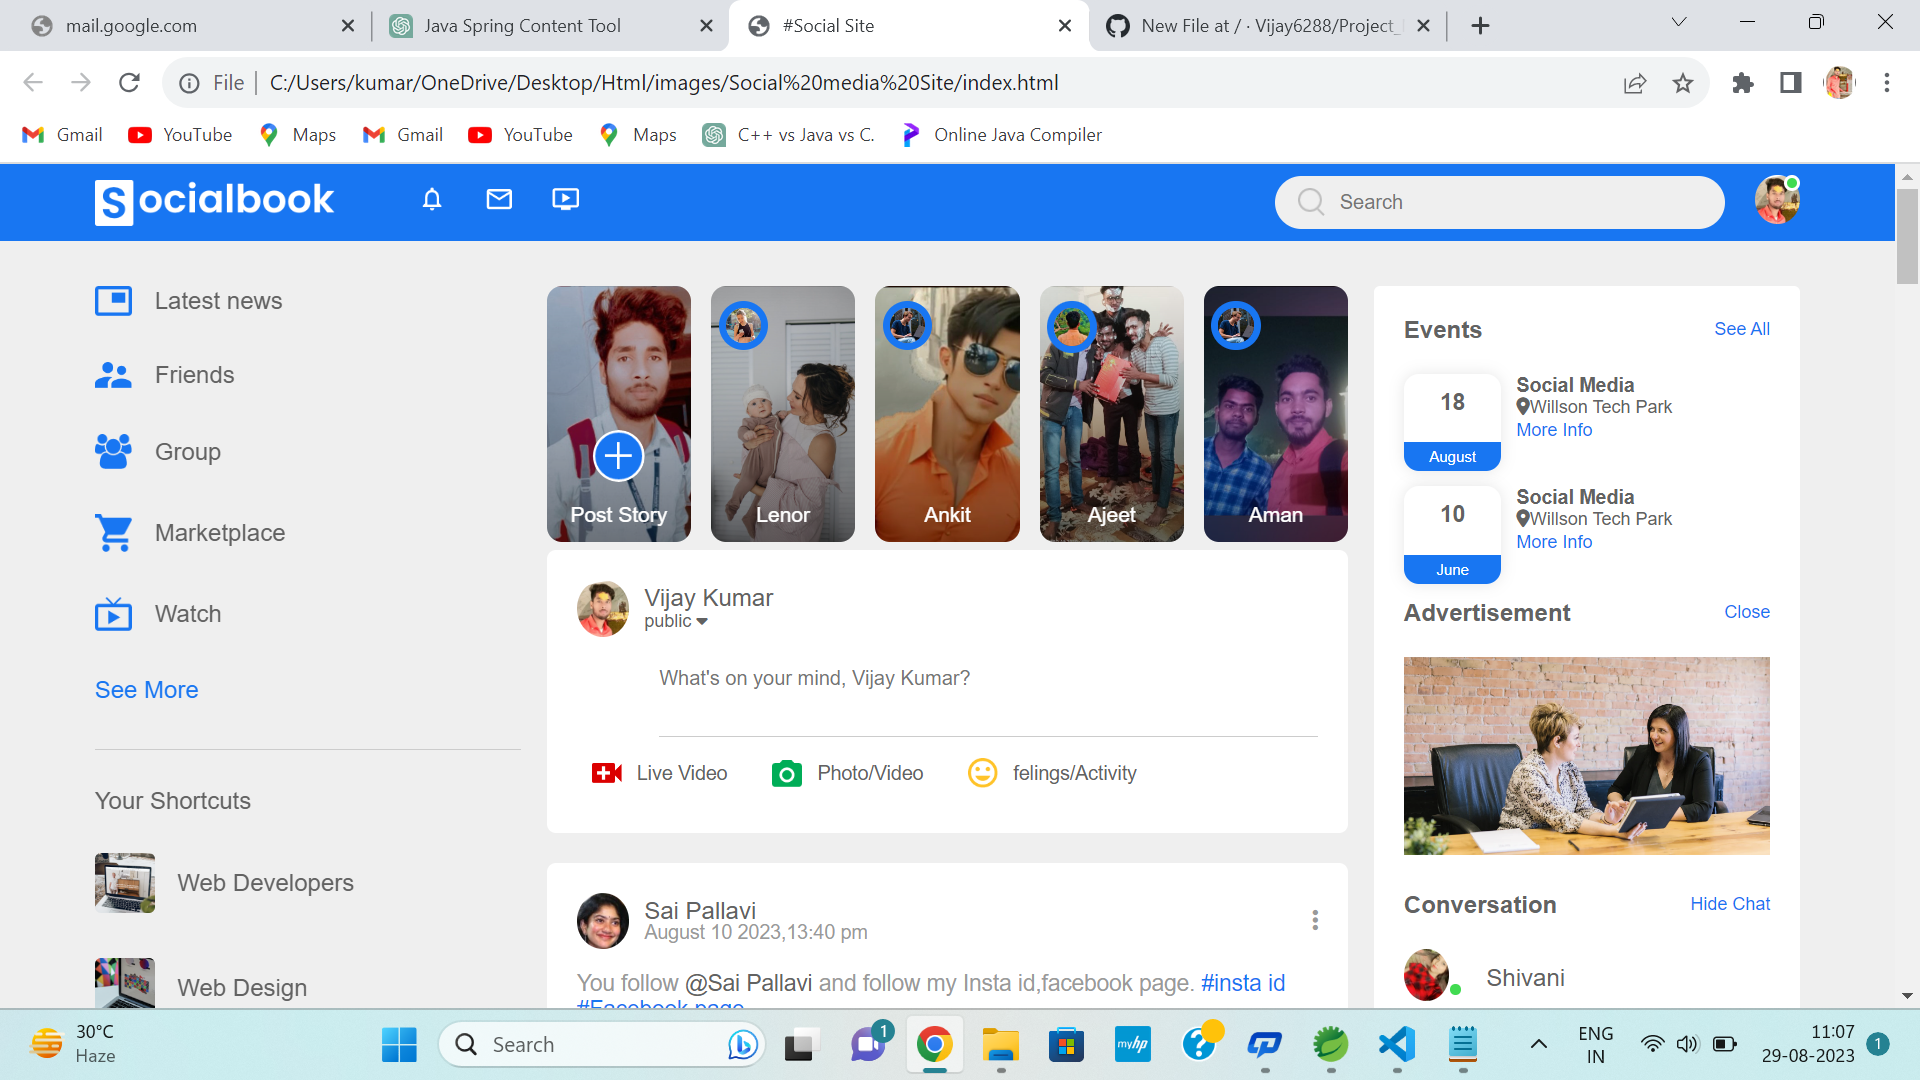 mail.google.com
Java Spring Content Tool
#Social Site
New File at / · Vijay6288/Project_
File
C:/Users/kumar/OneDrive/Desktop/Html/images/Social%20media%20Site/index.html
Gmail
YouTube
Maps
Gmail
YouTube
Maps
C++ vs Java vs C.
Online Java Compiler
Socialbook
Search
Latest news
Friends
Group
Marketplace
Watch
See More
Your Shortcuts
Web Developers
Web Design
Post Story
Lenor
Ankit
Ajeet
Aman
Vijay Kumar
public
What's on your mind, Vijay Kumar?
Live Video
Photo/Video
felings/Activity
Sai Pallavi
August 10 2023,13:40 pm
You follow @Sai Pallavi and follow my Insta id,facebook page. #insta id
#Facebook page
Events
See All
18
August
Social Media
Willson Tech Park
More Info
10
June
Social Media
Willson Tech Park
More Info
Advertisement
Close
Conversation
Hide Chat
Shivani
30°C
Haze
Search
1
myhp
ENG
IN
11:07
29-08-2023
1